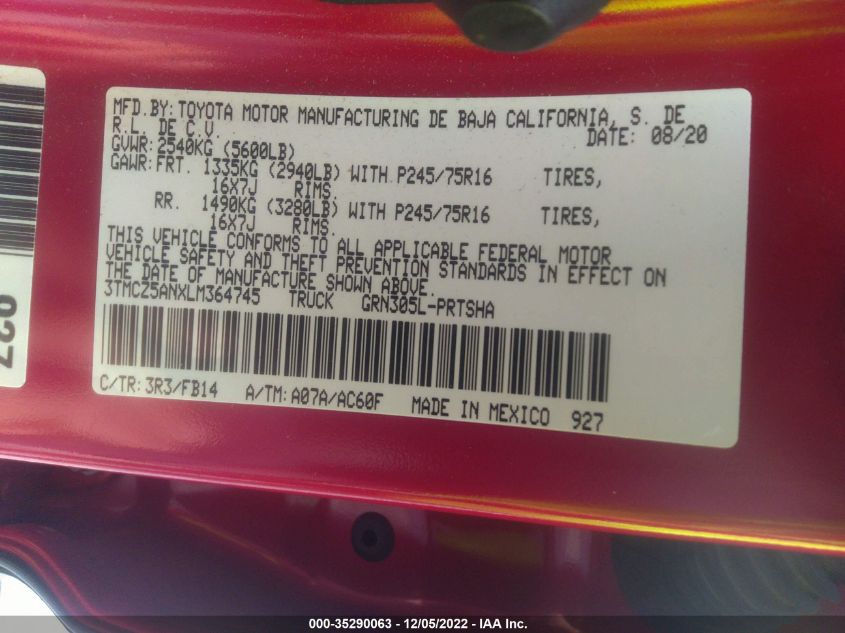 MFD.BY: TOYOTA MOTOR MANUFACTURING DE BAJA CALIFORNIA, S. DE
R.L. DE C.V. DATE: 08/20
GVWR: 2540KG (5600LB)
GAWR: FRT. 1335KG (2940LB) WITH P245/75R16 TIRES,
16X7J RIMS.
RR. 1490KG (3280LB) WITH P245/75R16 TIRES,
16X7J RIMS.
THIS VEHICLE CONFORMS TO ALL APPLICABLE FEDERAL MOTOR
VEHICLE SAFETY AND THEFT PREVENTION STANDARDS IN EFFECT ON
THE DATE OF MANUFACTURE SHOWN ABOVE.
3TMCZ5ANXLM364745 TRUCK GRN305L-PRTSHA
C/TR: 3R3/FB14 A/TM: A07A/AC60F MADE IN MEXICO 927
927
000-35290063 - 12/05/2022 - IAA Inc.